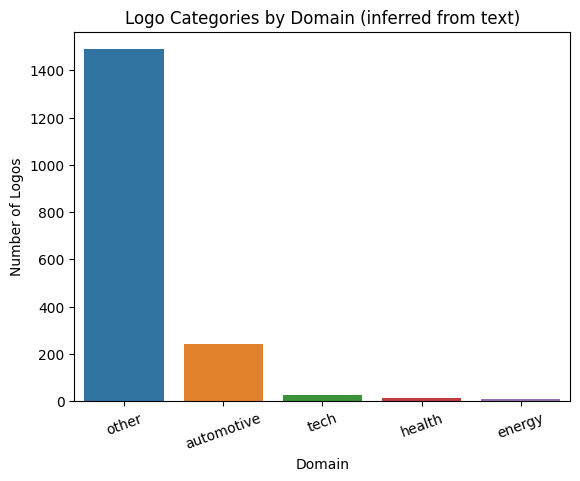 Logo Categories by Domain (inferred from text)
Number of Logos
1400
1200
1000
800
600
400
200
0
other
automotive
tech
health
energy
Domain